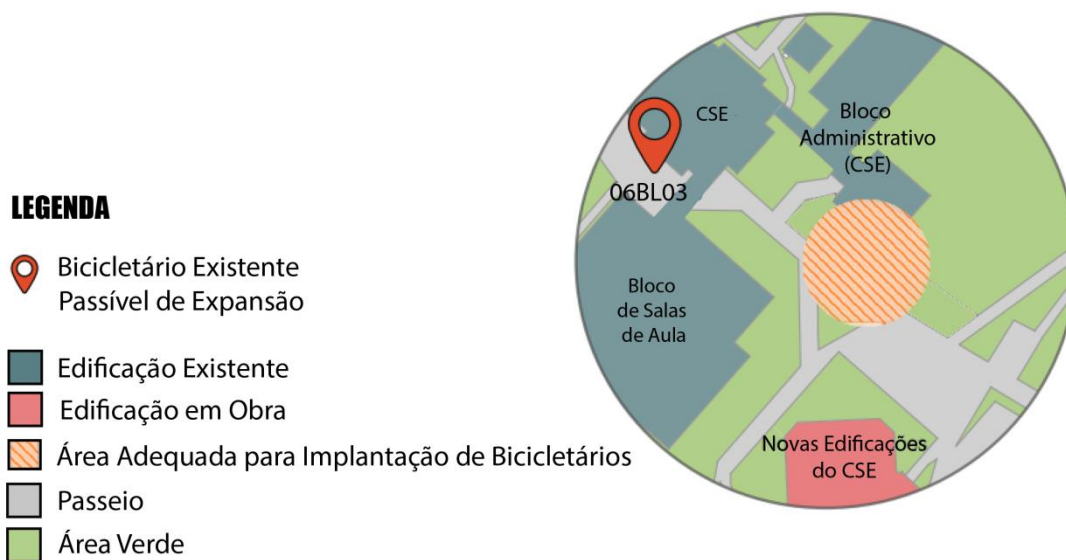 LEGENDA
Bicicletário Existente
Passível de Expansão
Edificação Existente
Edificação em Obra
Área Adequada para Implantação de Bicicletários
Passeio
Área Verde
CSE
06BL03
Bloco
Administrativo
(CSE)
Bloco
de Salas
de Aula
Novas Edificações
do CSE